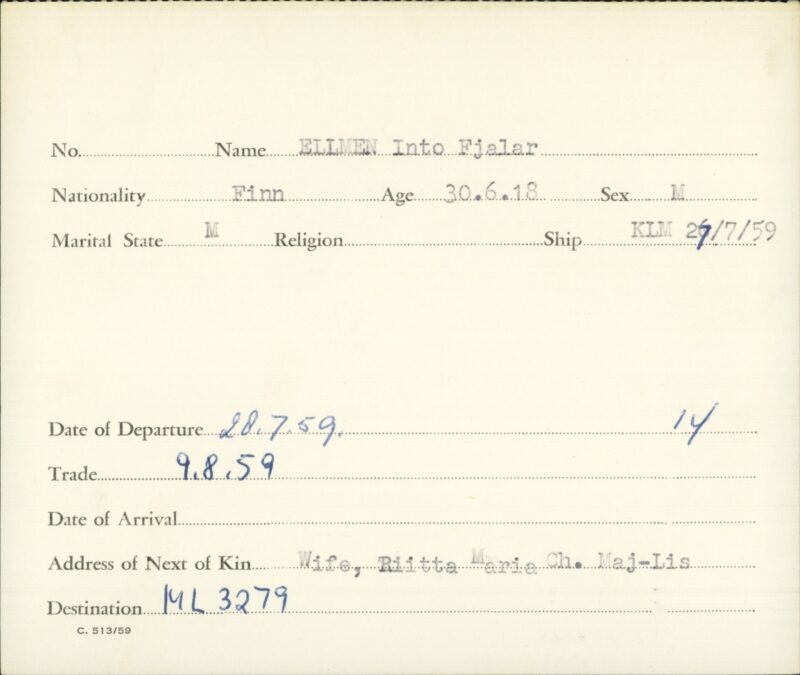 No. Name ELLMEN Into Fjalar
Nationality Finn Age 30.6.18 Sex M
Marital State M Religion Ship KLM 27/7/59
Date of Departure 28.7.59. 14
Trade 9.8.59
Date of Arrival
Address of Next of Kin Wife, Riitta Maria Ch. Maj-Lis
Destination ML 3279
C. 513/59